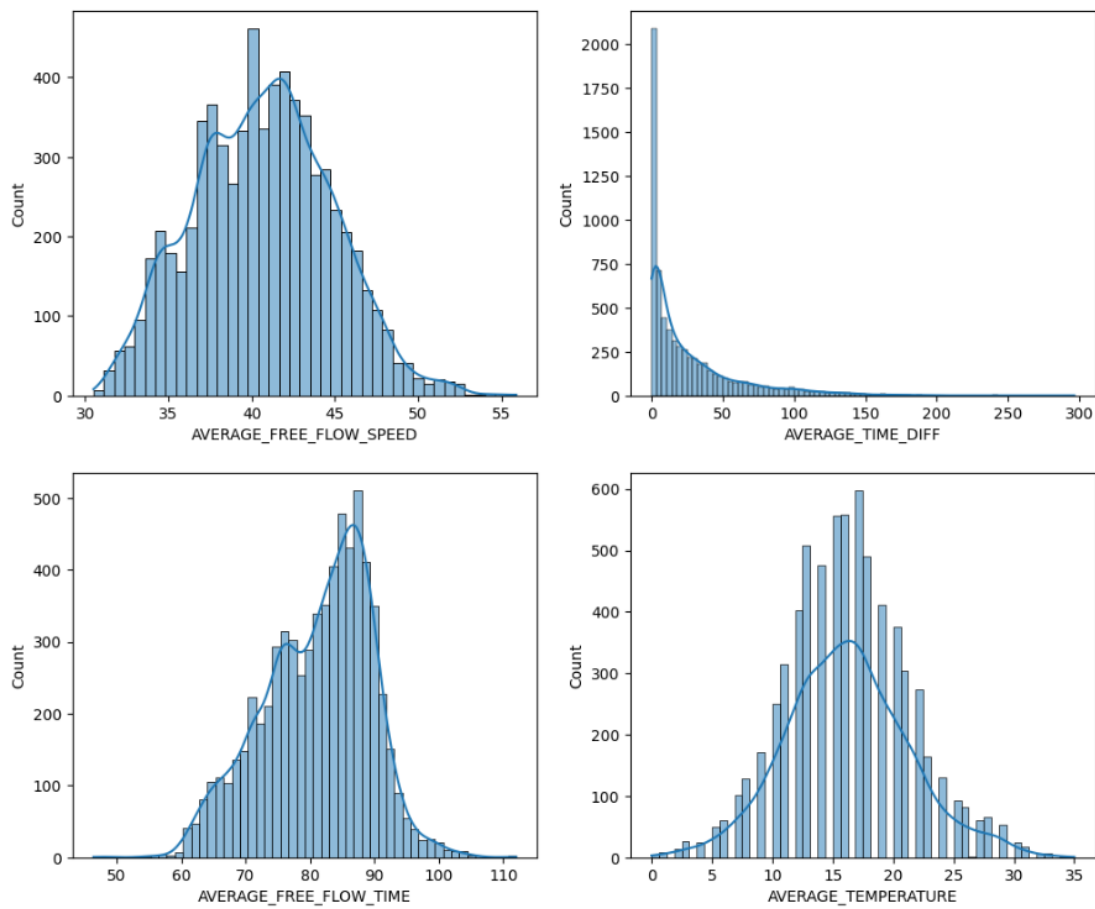 400
300
200
100
0
Count
30 35 40 45 50 55
AVERAGE_FREE_FLOW_SPEED
2000
1750
1500
1250
1000
750
500
250
0
Count
0 50 100 150 200 250 300
AVERAGE_TIME_DIFF
500
400
300
200
100
0
Count
50 60 70 80 90 100 110
AVERAGE_FREE_FLOW_TIME
600
500
400
300
200
100
0
Count
0 5 10 15 20 25 30 35
AVERAGE_TEMPERATURE